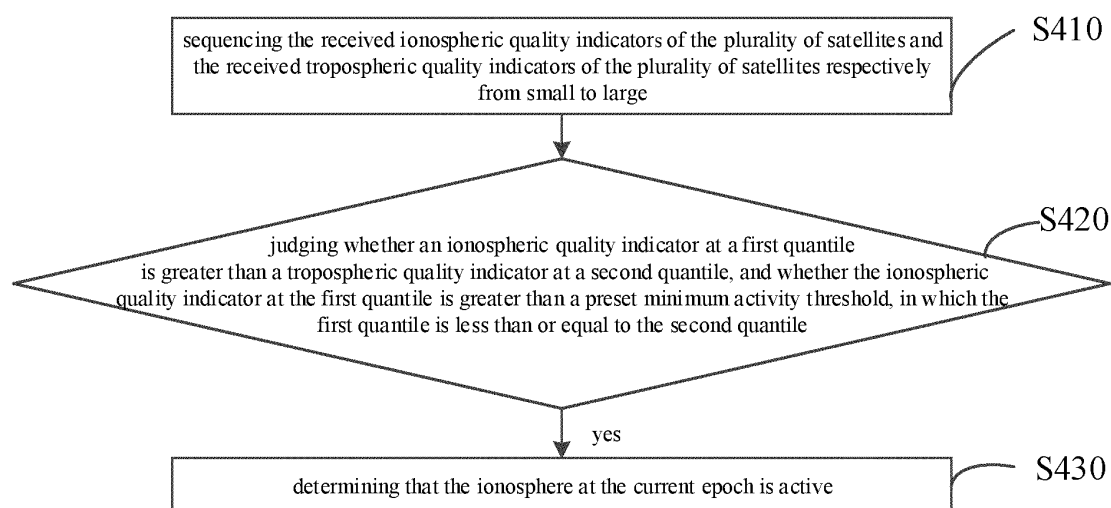 sequencing the received ionospheric quality indicators of the plurality of satellites and
the received tropospheric quality indicators of the plurality of satellites respectively
from small to large
S410
judging whether an ionospheric quality indicator at a first quantile
is greater than a tropospheric quality indicator at a second quantile, and whether the ionospheric
quality indicator at the first quantile is greater than a preset minimum activity threshold, in which the
first quantile is less than or equal to the second quantile
S420
yes
determining that the ionosphere at the current epoch is active
S430